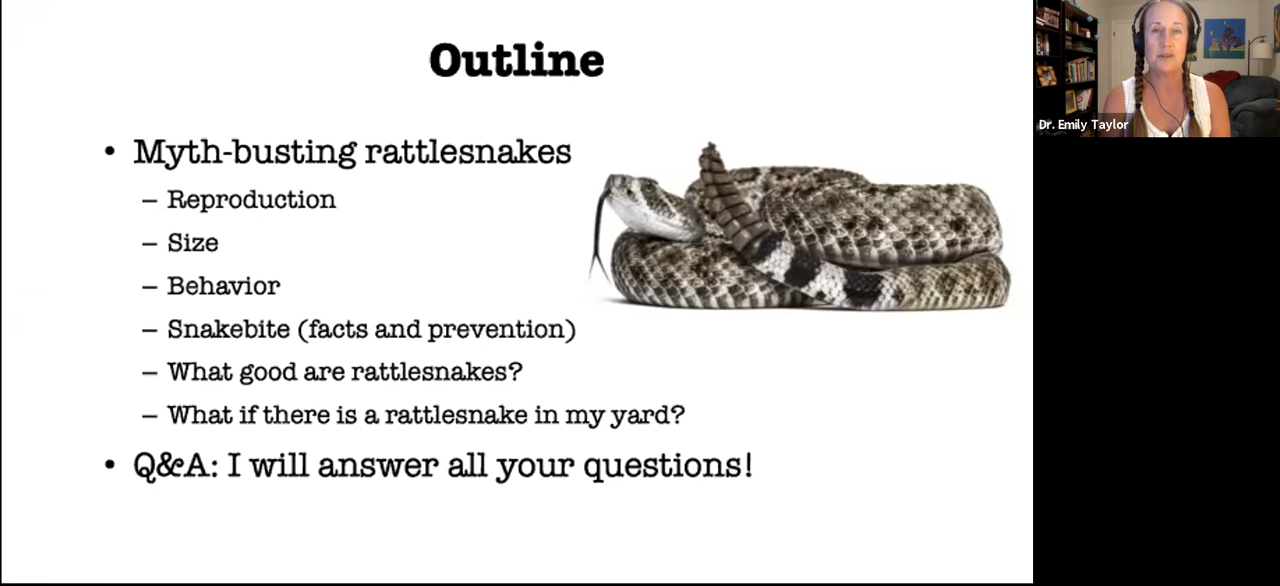 Outline
• Myth-busting rattlesnakes
– Reproduction
– Size
– Behavior
– Snakebite (facts and prevention)
– What good are rattlesnakes?
– What if there is a rattlesnake in my yard?
• Q&A: I will answer all your questions!
Dr. Emily Taylor